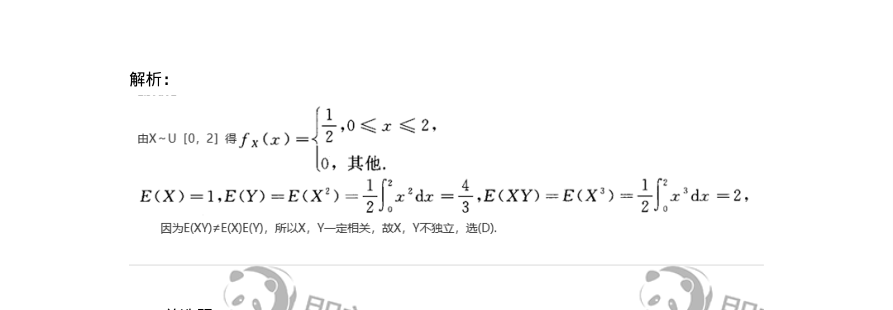 解析：
由X~U [0, 2] 得 f_X(x) = { 1/2, 0 ≤ x ≤ 2, 0, 其他.
E(X) = 1, E(Y) = E(X²) = 1/2 ∫₀² x² dx = 4/3, E(XY) = E(X³) = 1/2 ∫₀² x³ dx = 2,
因为E(XY)≠E(X)E(Y)，所以X，Y一定相关，故X，Y不独立，选(D).